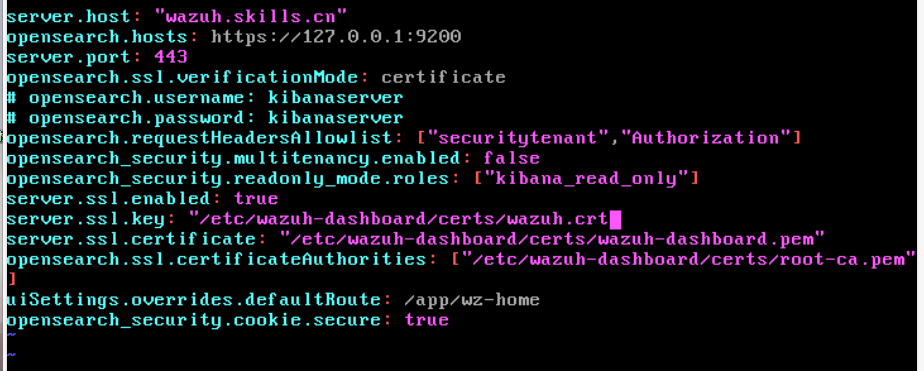 server.host: "wazuh.skills.cn"
opensearch.hosts: https://127.0.0.1:9200
server.port: 443
opensearch.ssl.verificationMode: certificate
# opensearch.username: kibanaserver
# opensearch.password: kibanaserver
opensearch.requestHeadersAllowlist: ["securitytenant","Authorization"]
opensearch_security.multitenancy.enabled: false
opensearch_security.readonly_mode.roles: ["kibana_read_only"]
server.ssl.enabled: true
server.ssl.key: "/etc/wazuh-dashboard/certs/wazuh.crt
server.ssl.certificate: "/etc/wazuh-dashboard/certs/wazuh-dashboard.pem"
opensearch.ssl.certificateAuthorities: ["/etc/wazuh-dashboard/certs/root-ca.pem"
]
uiSettings.overrides.defaultRoute: /app/wz-home
opensearch_security.cookie.secure: true
~
~